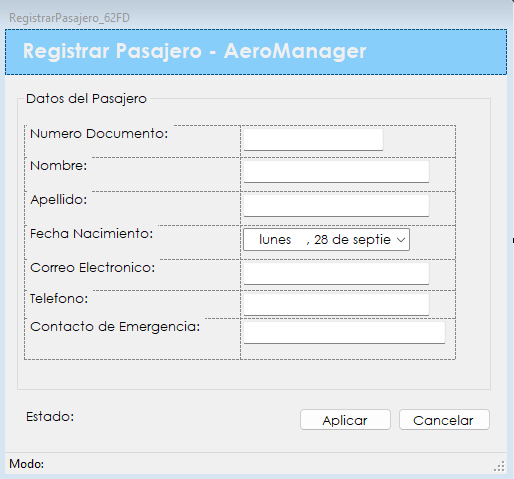 RegistrarPasajero_62FD
Registrar Pasajero - AeroManager
Datos del Pasajero
Numero Documento:
Nombre:
Apellido:
Fecha Nacimiento:
lunes , 28 de septie
Correo Electronico:
Telefono:
Contacto de Emergencia:
Estado:
Aplicar
Cancelar
Modo: